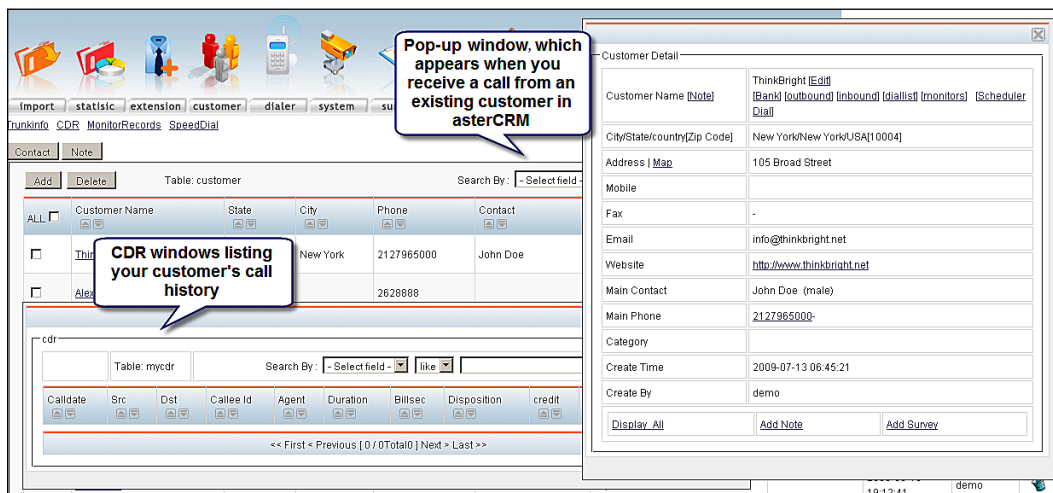 import statisic extension customer dialer system su
Trunkinfo CDR MonitorRecords SpeedDial
Contact Note
Add Delete Table: customer Search By : - Select field -
ALL Customer Name State City Phone Contact
New York 2127965000 John Doe
2628888
Pop-up window, which
appears when you
receive a call from an
existing customer in
asterCRM
CDR windows listing
your customer's call
history
cdr
Table: mycdr Search By : - Select field - like
Calldate Src Dst Callee Id Agent Duration Billsec Disposition credit
<< First < Previous [ 0 / 0Total0 ] Next > Last >>
Customer Detail
Customer Name [Note]
ThinkBright [Edit]
[Bank] [outbound] [inbound] [diallist] [monitors] [Scheduler
Dial]
City/State/country[Zip Code] New York/New York/USA[10004]
Address | Map 105 Broad Street
Mobile
Fax -
Email info@thinkbright.net
Website http://www.thinkbright.net
Main Contact John Doe (male)
Main Phone 2127965000-
Category
Create Time 2009-07-13 06:45:21
Create By demo
Display All Add Note Add Survey
19:12:41 demo